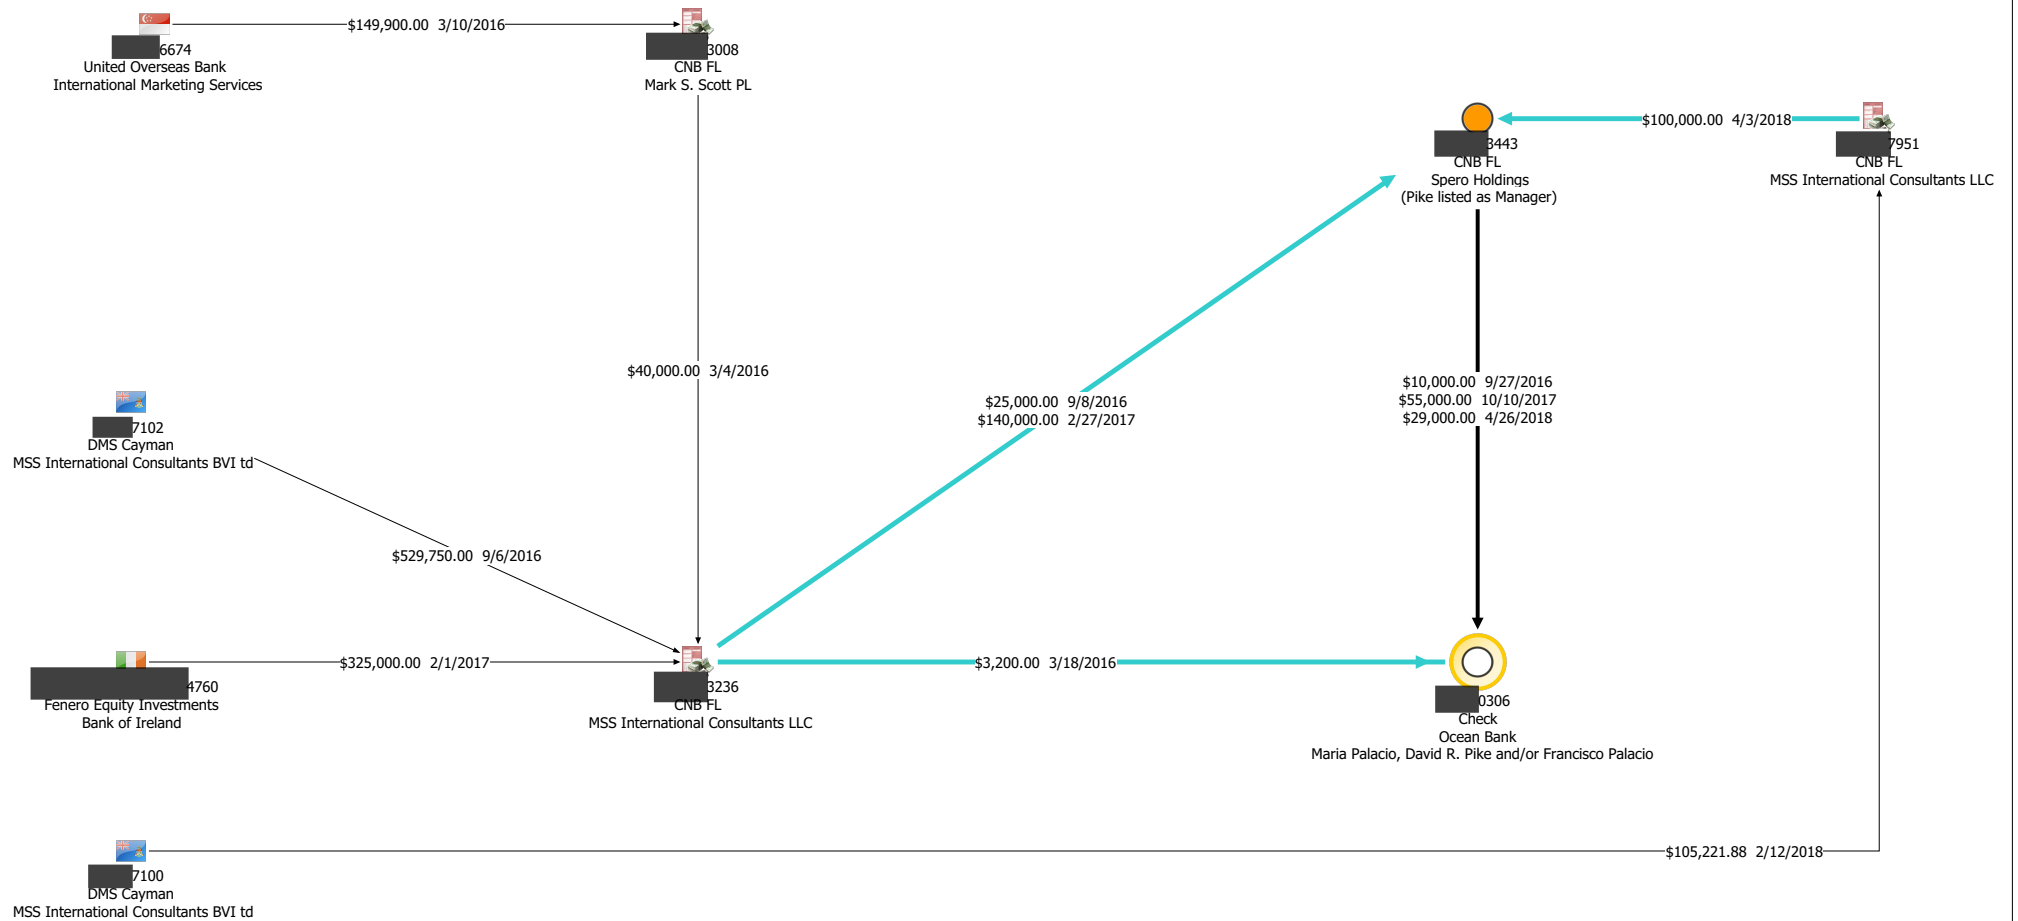 $149,900.00 3/10/2016
6674
United Overseas Bank
International Marketing Services
3008
CNB FL
Mark S. Scott PL
3443
CNB FL
Spero Holdings
(Pike listed as Manager)
$100,000.00 4/3/2018
7951
CNB FL
MSS International Consultants LLC
$40,000.00 3/4/2016
$25,000.00 9/8/2016
$140,000.00 2/27/2017
$10,000.00 9/27/2016
$55,000.00 10/10/2017
$29,000.00 4/26/2018
7102
DMS Cayman
MSS International Consultants BVI td
$529,750.00 9/6/2016
$325,000.00 2/1/2017
4760
Fenero Equity Investments
Bank of Ireland
3236
CNB FL
MSS International Consultants LLC
$3,200.00 3/18/2016
0306
Check
Ocean Bank
Maria Palacio, David R. Pike and/or Francisco Palacio
$105,221.88 2/12/2018
7100
DMS Cayman
MSS International Consultants BVI td